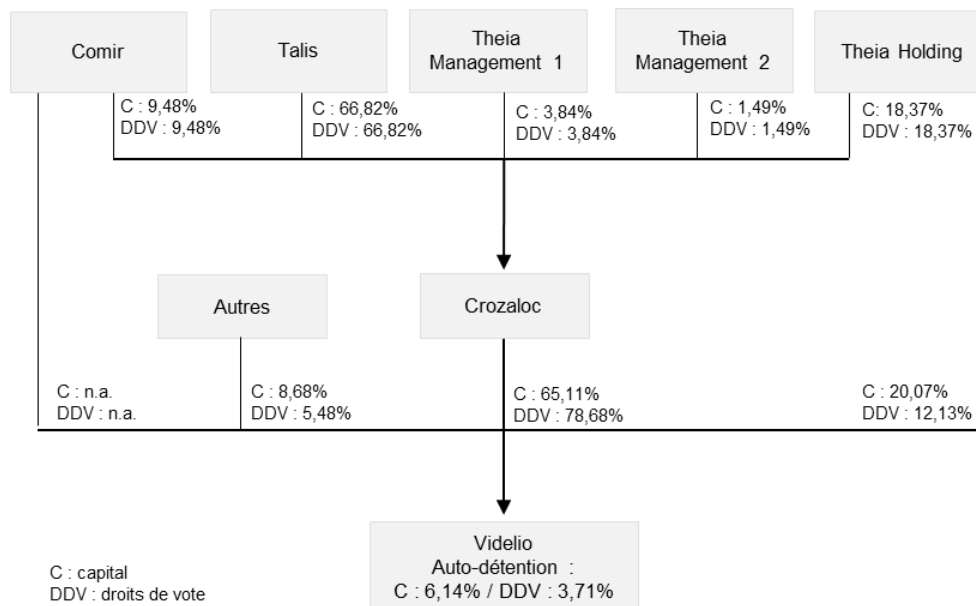 Comir
Talis
Theia
Management 1
Theia
Management 2
Theia Holding
C : 9,48%
DDV : 9,48%
C : 66,82%
DDV : 66,82%
C : 3,84%
DDV : 3,84%
C : 1,49%
DDV : 1,49%
C: 18,37%
DDV : 18,37%
Autres
Crozaloc
C : n.a.
DDV : n.a.
C : 8,68%
DDV : 5,48%
C : 65,11%
DDV : 78,68%
C : 20,07%
DDV : 12,13%
Videlio
Auto-détention :
C : 6,14% / DDV : 3,71%
C : capital
DDV : droits de vote